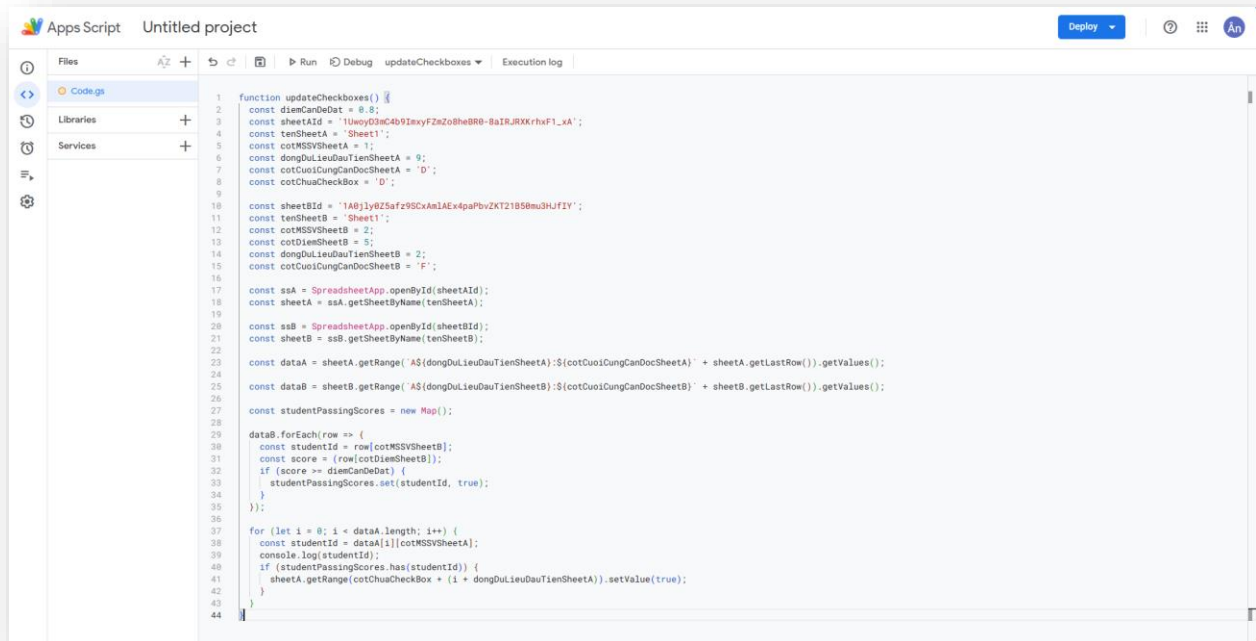 Apps Script Untitled project
Deploy
Ân
Files
AZ
Run Debug updateCheckboxes Execution log
Code.gs
Libraries
Services
1 function updateCheckboxes() {
2 const diemCanDeDat = 0.8;
3 const sheetAId = '1UwoyD3mC4b9ImxyFZmZo8heBR0-8aIRJRXKrhxF1_xA';
4 const tenSheetA = 'Sheet1';
5 const cotMSSVSheetA = 1;
6 const dongDuLieuDauTienSheetA = 9;
7 const cotCuoiCungCanDocSheetA = 'D';
8 const cotChuaCheckBox = 'D';
9
10 const sheetBId = '1A0jly0Z5afz9SCxAmlAEx4paPbvZKT21B50mu3HJfIY';
11 const tenSheetB = 'Sheet1';
12 const cotMSSVSheetB = 2;
13 const cotDiemSheetB = 5;
14 const dongDuLieuDauTienSheetB = 2;
15 const cotCuoiCungCanDocSheetB = 'F';
16
17 const ssA = SpreadsheetApp.openById(sheetAId);
18 const sheetA = ssA.getSheetByName(tenSheetA);
19
20 const ssB = SpreadsheetApp.openById(sheetBId);
21 const sheetB = ssB.getSheetByName(tenSheetB);
22
23 const dataA = sheetA.getRange(`A${dongDuLieuDauTienSheetA}:${cotCuoiCungCanDocSheetA}` + sheetA.getLastRow()).getValues();
24
25 const dataB = sheetB.getRange(`A${dongDuLieuDauTienSheetB}:${cotCuoiCungCanDocSheetB}` + sheetB.getLastRow()).getValues();
26
27 const studentPassingScores = new Map();
28
29 dataB.forEach(row => {
30 const studentId = row[cotMSSVSheetB];
31 const score = (row[cotDiemSheetB]);
32 if (score >= diemCanDeDat) {
33 studentPassingScores.set(studentId, true);
34 }
35 });
36
37 for (let i = 0; i < dataA.length; i++) {
38 const studentId = dataA[i][cotMSSVSheetA];
39 console.log(studentId);
40 if (studentPassingScores.has(studentId)) {
41 sheetA.getRange(cotChuaCheckBox + (i + dongDuLieuDauTienSheetA)).setValue(true);
42 }
43 }
44 }